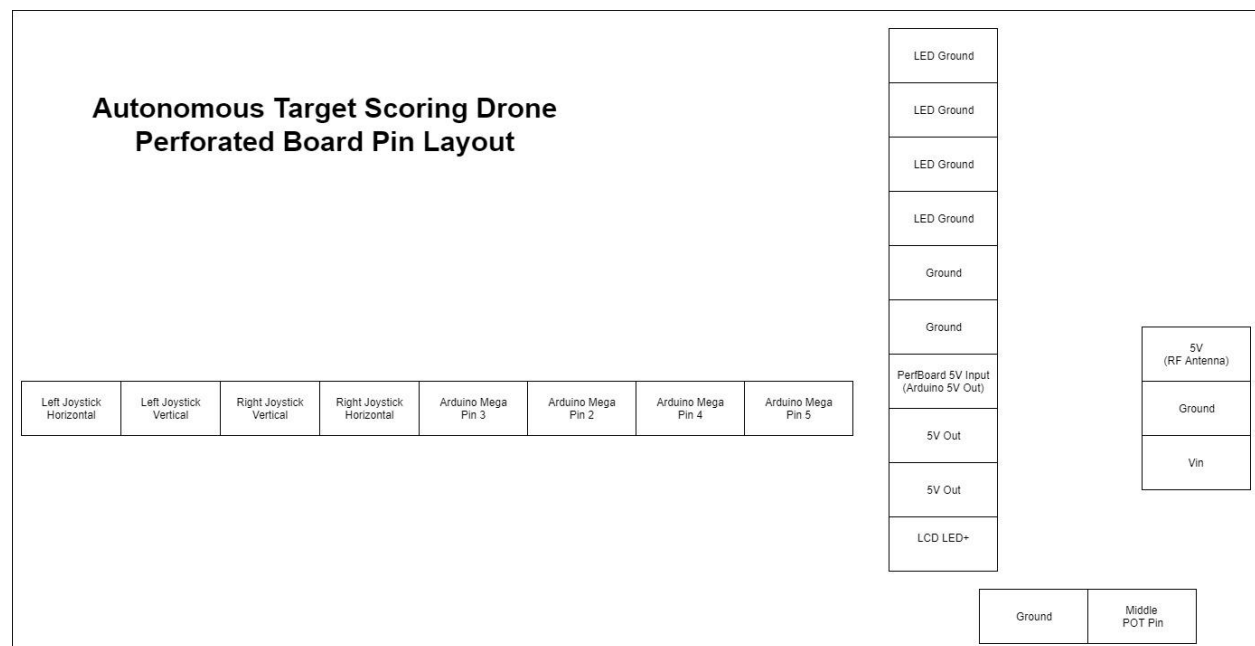 Autonomous Target Scoring Drone
Perforated Board Pin Layout
LED Ground
LED Ground
LED Ground
LED Ground
Ground
Ground
PerfBoard 5V Input
(Arduino 5V Out)
5V Out
5V Out
LCD LED+
Left Joystick
Horizontal
Left Joystick
Vertical
Right Joystick
Vertical
Right Joystick
Horizontal
Arduino Mega
Pin 3
Arduino Mega
Pin 2
Arduino Mega
Pin 4
Arduino Mega
Pin 5
5V
(RF Antenna)
Ground
Vin
Ground
Middle
POT Pin